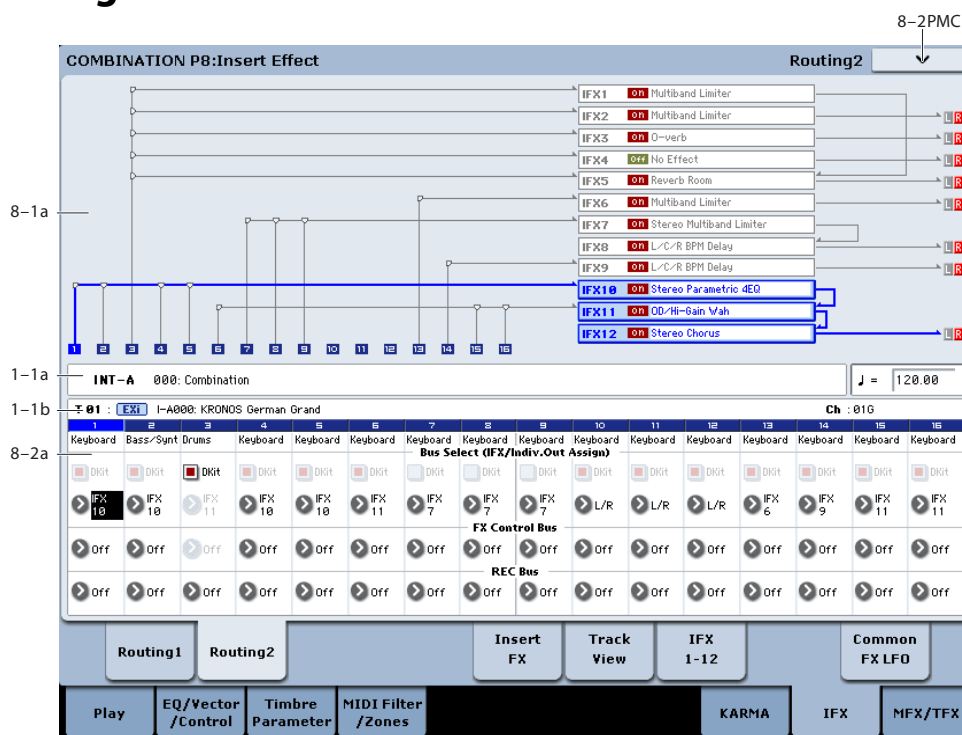 8–2PMC
COMBINATION P8:Insert Effect
Routing2
IFX1 On Multiband Limiter
IFX2 On Multiband Limiter
L R
IFX3 On O-verb
L R
IFX4 Off No Effect
L R
IFX5 On Reverb Room
L R
8–1a
IFX6 On Multiband Limiter
L R
IFX7 On Stereo Multiband Limiter
IFX8 On L/C/R BPM Delay
L R
IFX9 On L/C/R BPM Delay
L R
IFX10 On Stereo Parametric 4EQ
IFX11 On OD/Hi-Gain Wah
IFX12 On Stereo Chorus
L R
1 2 3 4 5 6 7 8 9 10 11 12 13 14 15 16
1–1a
INT-A 000: Combination
♩ = 120.00
1–1b
T 01 : EXi I-A000: KRONOS German Grand
Ch :01G
1 2 3 4 5 6 7 8 9 10 11 12 13 14 15 16
Keyboard Bass/Synt Drums Keyboard Keyboard Keyboard Keyboard Keyboard Keyboard Keyboard Keyboard Keyboard Keyboard Keyboard Keyboard Keyboard
8–2a
Bus Select (IFX/Indiv.Out Assign)
DKit DKit DKit DKit DKit DKit DKit DKit DKit DKit DKit DKit DKit DKit DKit DKit
IFX 10 IFX 10 IFX 11 IFX 10 IFX 10 IFX 11 IFX 7 IFX 7 IFX 7 L/R L/R L/R IFX 6 IFX 9 IFX 11 IFX 11
FX Control Bus
Off Off Off Off Off Off Off Off Off Off Off Off Off Off Off Off
REC Bus
Off Off Off Off Off Off Off Off Off Off Off Off Off Off Off Off
Routing1
Routing2
Insert FX
Track View
IFX 1-12
Common FX LFO
Play
EQ/Vector /Control
Timbre Parameter
MIDI Filter /Zones
KARMA
IFX
MFX/TFX